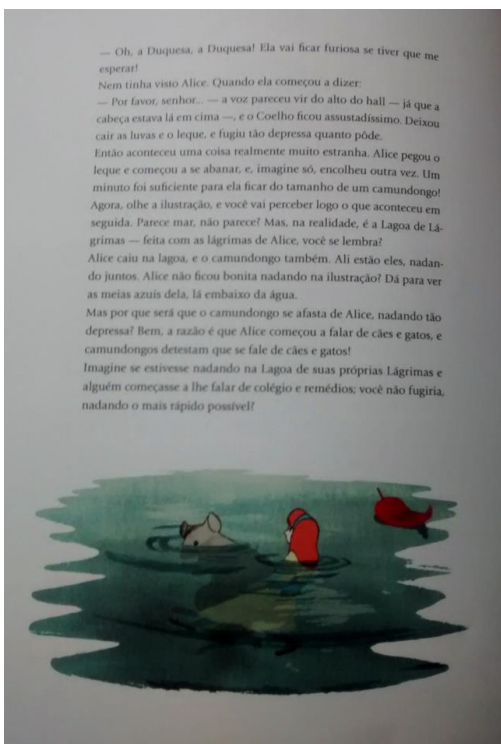 — Oh, a Duquesa, a Duquesa! Ela vai ficar furiosa se tiver que me
esperar!
Nem tinha visto Alice. Quando ela começou a dizer:
— Por favor, senhor... — a voz pareceu vir do alto do hall — já que a
cabeça estava lá em cima —, e o Coelho ficou assustadíssimo. Deixou
cair as luvas e o leque, e fugiu tão depressa quanto pôde.
Então aconteceu uma coisa realmente muito estranha. Alice pegou o
leque e começou a se abanar, e, imagine só, encolheu outra vez. Um
minuto foi suficiente para ela ficar do tamanho de um camundongo!
Agora, olhe a ilustração, e você vai perceber logo o que aconteceu em
seguida. Parece mar, não parece? Mas, na realidade, é a Lagoa de Lá-
grimas — feita com as lágrimas de Alice, você se lembra?
Alice caiu na lagoa, e o camundongo também. Ali estão eles, nadan-
do juntos. Alice não ficou bonita nadando na ilustração? Dá para ver
as meias azuis dela, lá embaixo da água.
Mas por que será que o camundongo se afasta de Alice, nadando tão
depressa? Bem, a razão é que Alice começou a falar de cães e gatos, e
camundongos detestam que se fale de cães e gatos!
Imagine se estivesse nadando na Lagoa de suas próprias Lágrimas e
alguém começasse a lhe falar de colégio e remédios; você não fugiria,
nadando o mais rápido possível?